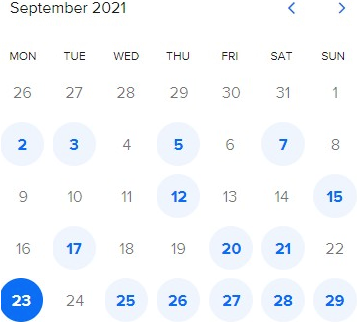 September 2021
MON TUE WED THU FRI SAT SUN
26 27 28 29 30 31 1
2 3 4 5 6 7 8
9 10 11 12 13 14 15
16 17 18 19 20 21 22
23 24 25 26 27 28 29